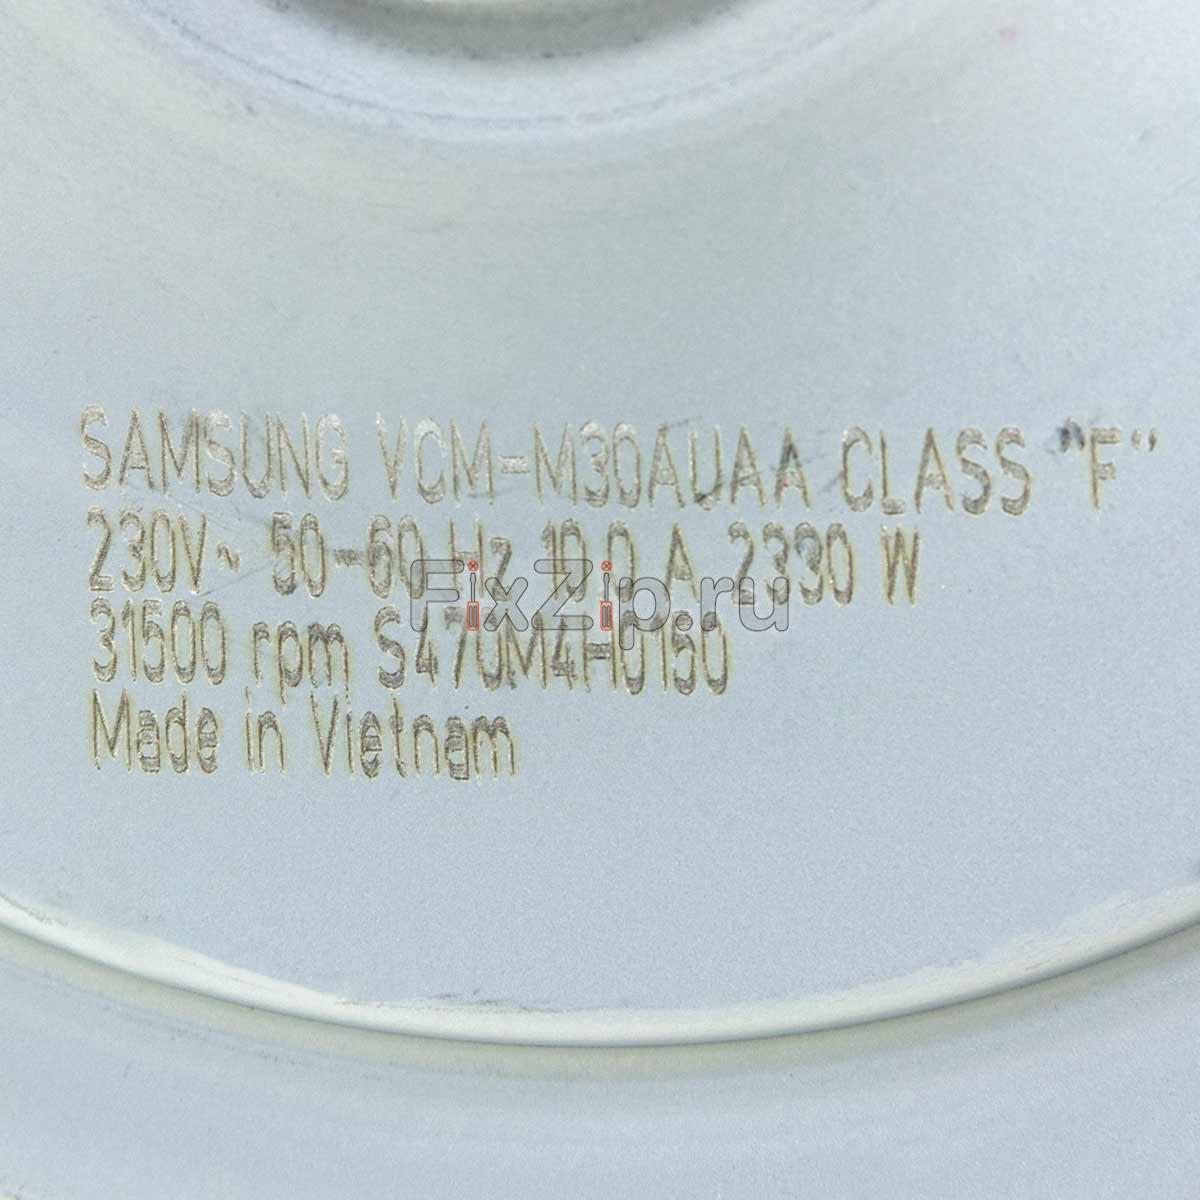 SAMSUNG VCM-M30AUAA CLASS "F"
230V~ 50-60 Hz 10.0 A 2330 W
31500 rpm S470M4H0150
Made in Vietnam
FixZip.ru